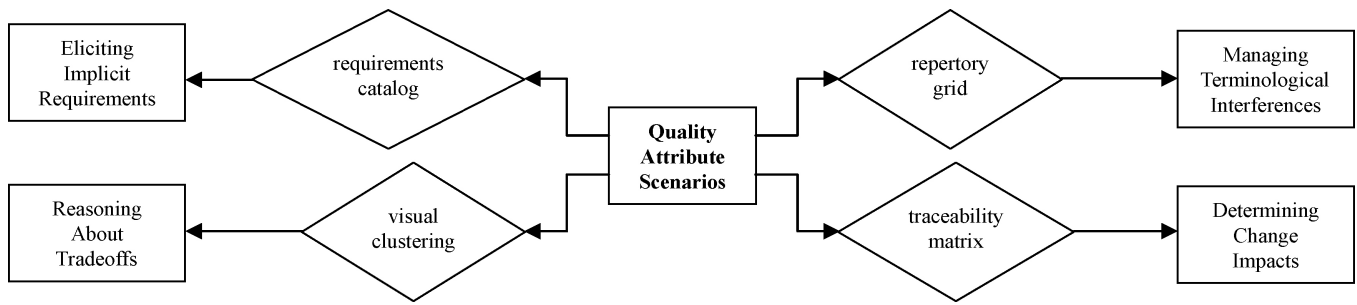 Eliciting
Implicit
Requirements
requirements
catalog
Quality
Attribute
Scenarios
repertory
grid
Managing
Terminological
Interferences
Reasoning
About
Tradeoffs
visual
clustering
traceability
matrix
Determining
Change
Impacts